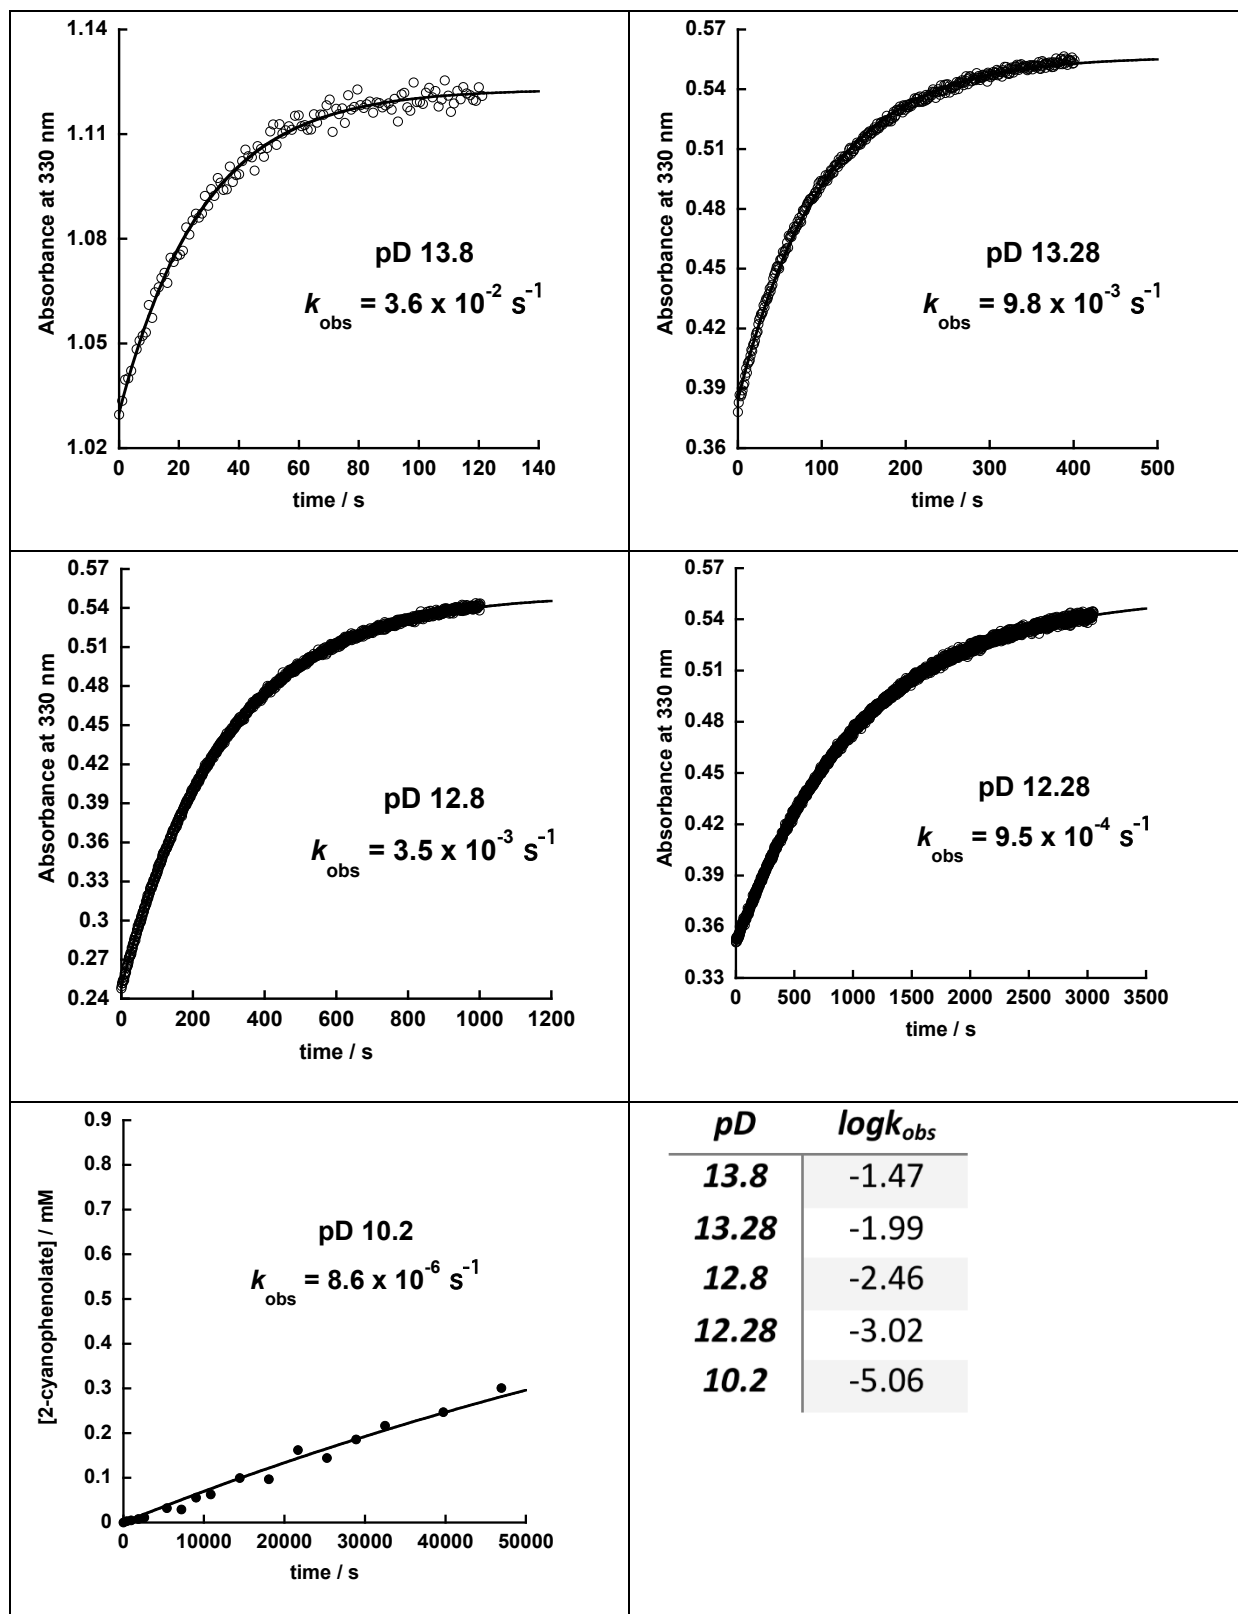 1.14
1.11
1.08
1.05
1.02
Absorbance at 330 nm
pD 13.8
k_obs = 3.6 x 10^-2 s^-1
0 20 40 60 80 100 120 140
time / s
0.57
0.54
0.51
0.48
0.45
0.42
0.39
0.36
Absorbance at 330 nm
pD 13.28
k_obs = 9.8 x 10^-3 s^-1
0 100 200 300 400 500
time / s
0.57
0.54
0.51
0.48
0.45
0.42
0.39
0.36
0.33
0.3
0.27
0.24
Absorbance at 330 nm
pD 12.8
k_obs = 3.5 x 10^-3 s^-1
0 200 400 600 800 1000 1200
time / s
0.57
0.54
0.51
0.48
0.45
0.42
0.39
0.36
0.33
Absorbance at 330 nm
pD 12.28
k_obs = 9.5 x 10^-4 s^-1
0 500 1000 1500 2000 2500 3000 3500
time / s
0.9
0.8
0.7
0.6
0.5
0.4
0.3
0.2
0.1
0
[2-cyanophenolate] / mM
pD 10.2
k_obs = 8.6 x 10^-6 s^-1
0 10000 20000 30000 40000 50000
time / s
pD logk_obs
13.8 -1.47
13.28 -1.99
12.8 -2.46
12.28 -3.02
10.2 -5.06